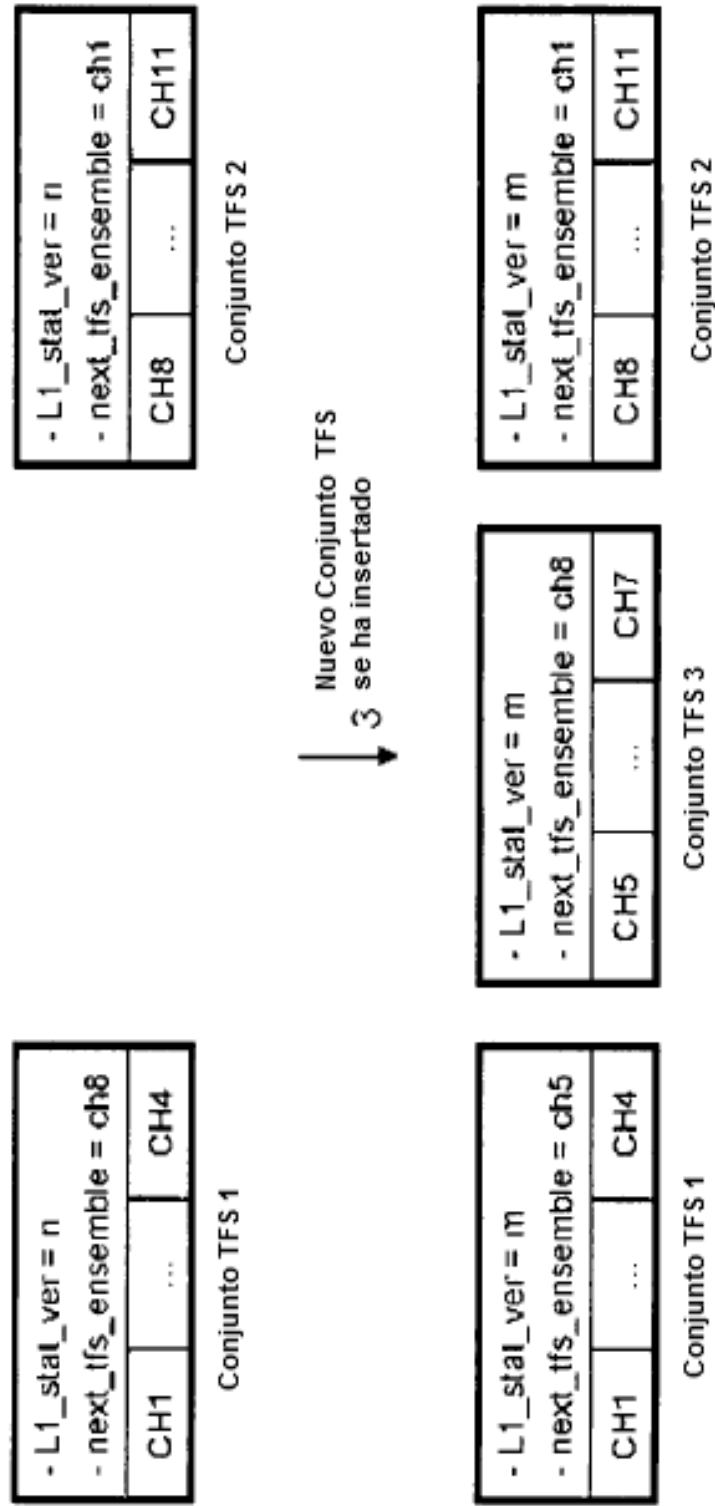 - L1_stat_ver = n
- next_tfs_ensemble = ch8
CH1 ... CH4
Conjunto TFS 1
- L1_stat_ver = n
- next_tfs_ensemble = ch1
CH8 ... CH11
Conjunto TFS 2
Nuevo Conjunto TFS
3 se ha insertado
- L1_stat_ver = m
- next_tfs_ensemble = ch5
CH1 ... CH4
Conjunto TFS 1
- L1_stat_ver = m
- next_tfs_ensemble = ch8
CH5 ... CH7
Conjunto TFS 3
- L1_stat_ver = m
- next_tfs_ensemble = ch1
CH8 ... CH11
Conjunto TFS 2